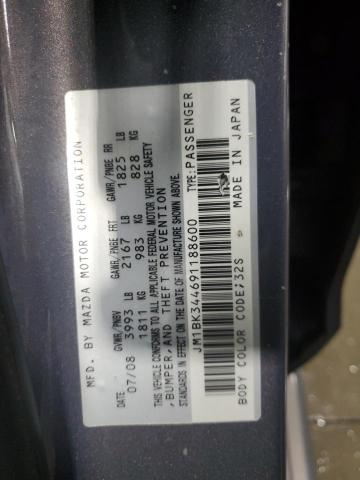 MFD. BY MAZDA MOTOR CORPORATION
GVWR/PNBV GAWR/PNBE FRT GAWR/PNBE RR
07/08 3993 LB 2167 LB 1825 LB
1811 KG 983 KG 828 KG
THIS VEHICLE CONFORMS TO ALL APPLICABLE FEDERAL MOTOR VEHICLE SAFETY
,BUMPER,AND THEFT PREVENTION
STANDARDS IN EFFECT ON THE DATE OF MANUFACTURE SHOWN ABOVE.
JM1BK344691188600 TYPE:PASSENGER
BODY COLOR CODE;32S MADE IN JAPAN